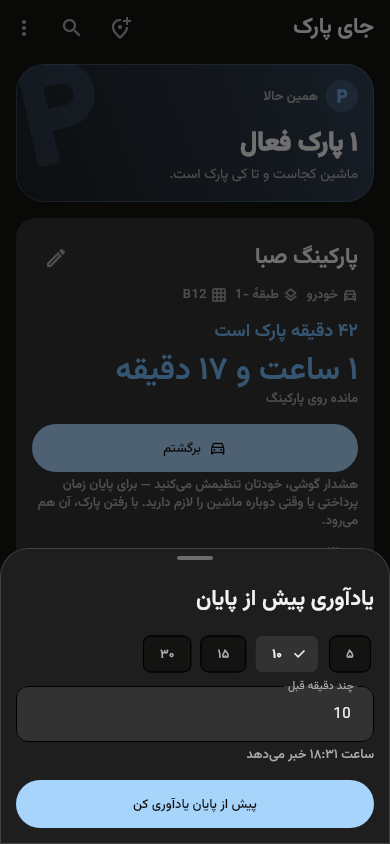 جای پارک
P همین حالا
۱ پارک فعال
ماشین کجاست و تا کی پارک است.
پارکینگ صبا
خودرو طبقهٔ -1 B12
۴۲ دقیقه پارک است
۱ ساعت و ۱۷ دقیقه
مانده روی پارکینگ
برگشتم
هشدار گوشی، خودتان تنظیمش می‌کنید — برای پایان زمان
پرداختی یا وقتی دوباره ماشین را لازم دارید. با رفتن پارک، آن هم
می‌رود.
یادآوری پیش از پایان
۵ ۱۰ ۱۵ ۳۰
چند دقیقه قبل
10
ساعت ۱۸:۳۱ خبر می‌دهد
پیش از پایان یادآوری کن